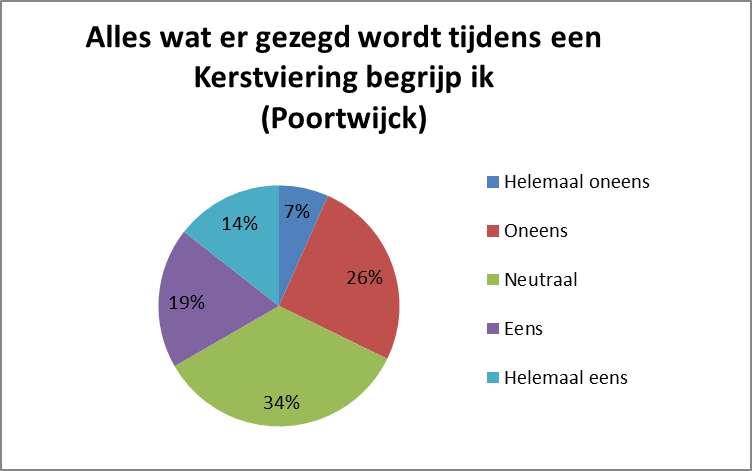 Alles wat er gezegd wordt tijdens een
Kerstviering begrijp ik
(Poortwijck)
7%
26%
34%
19%
14%
Helemaal oneens
Oneens
Neutraal
Eens
Helemaal eens